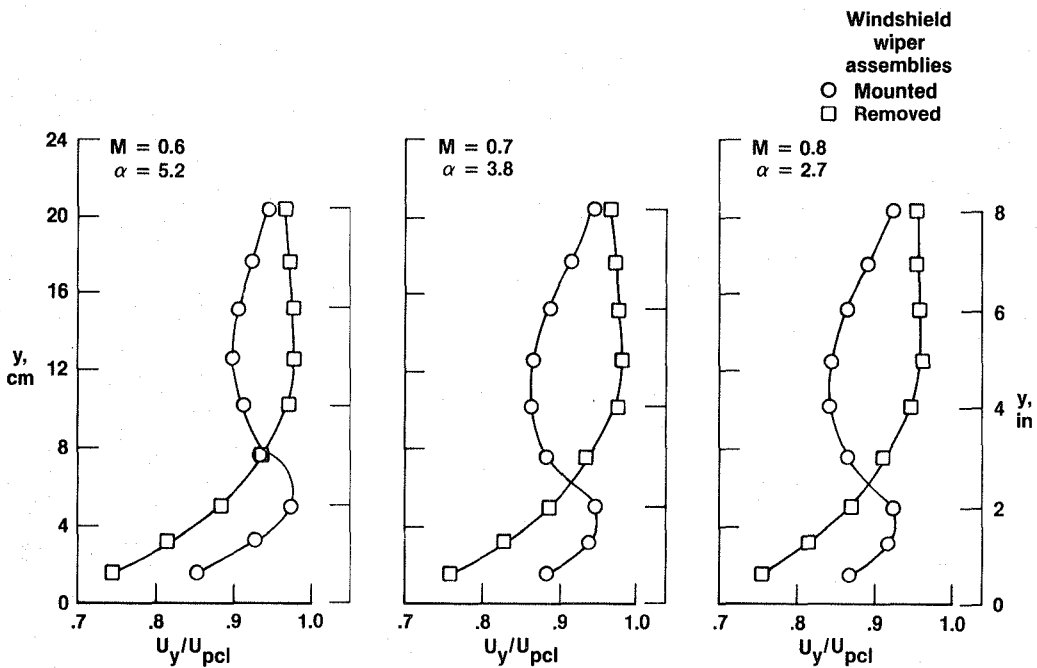 Windshield
wiper
assemblies
Mounted
Removed
M = 0.6
α = 5.2
M = 0.7
α = 3.8
M = 0.8
α = 2.7
24
20
16
12
8
4
0
y,
cm
8
6
4
2
0
y,
in
.7 .8 .9 1.0
.7 .8 .9 1.0
.7 .8 .9 1.0
Uy/Upcl
Uy/Upcl
Uy/Upcl